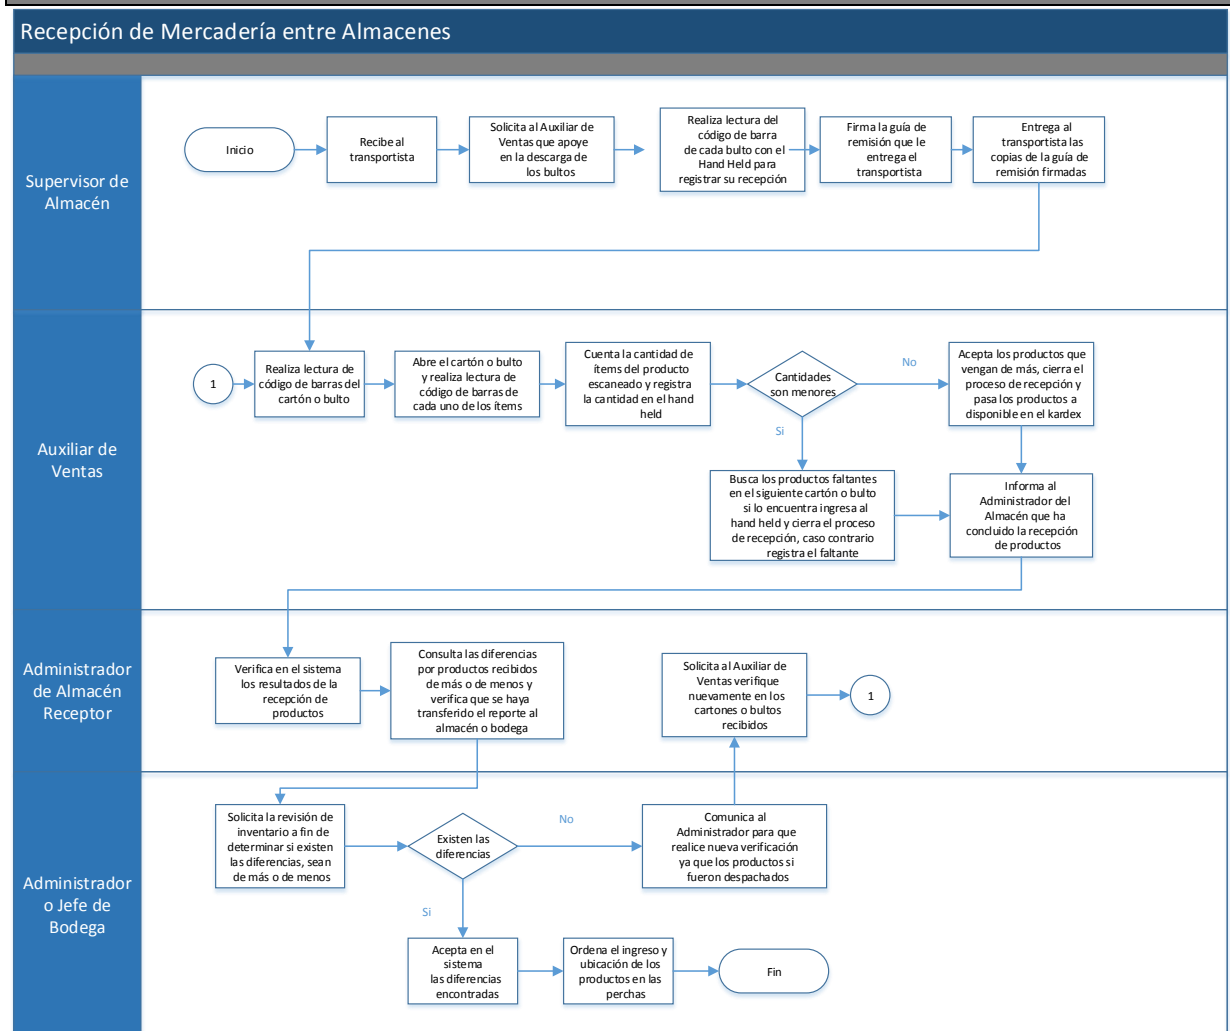 Recepción de Mercadería entre Almacenes
Supervisor de
Almacén
Inicio
Recibe al
transportista
Solicita al Auxiliar de
Ventas que apoye
en la descarga de
los bultos
Realiza lectura del
código de barra
de cada bulto con el
Hand Held para
registrar su recepción
Firma la guía de
remisión que le
entrega el
transportista
Entrega al
transportista las
copias de la guía de
remisión firmadas
Auxiliar de
Ventas
1
Realiza lectura de
código de barras del
cartón o bulto
Abre el cartón o bulto
y realiza lectura de
código de barras de
cada uno de los ítems
Cuenta la cantidad de
ítems del producto
escaneado y registra
la cantidad en el hand
held
Cantidades
son menores
No
Acepta los productos que
vengan de más, cierra el
proceso de recepción y
pasa los productos a
disponible en el kardex
Si
Busca los productos faltantes
en el siguiente cartón o bulto
si lo encuentra ingresa al
hand held y cierra el proceso
de recepción, caso contrario
registra el faltante
Informa al
Administrador del
Almacén que ha
concluido la recepción
de productos
Administrador
de Almacén
Receptor
Verifica en el sistema
los resultados de la
recepción de
productos
Consulta las diferencias
por productos recibidos
de más o de menos y
verifica que se haya
transferido el reporte al
almacén o bodega
Solicita al Auxiliar de
Ventas verifique
nuevamente en los
cartones o bultos
recibidos
1
Administrador
o Jefe de
Bodega
Solicita la revisión de
inventario a fin de
determinar si existen
las diferencias, sean
de más o de menos
Existen las
diferencias
No
Comunica al
Administrador para que
realice nueva verificación
ya que los productos si
fueron despachados
Si
Acepta en el
sistema
las diferencias
encontradas
Ordena el ingreso y
ubicación de los
productos en las
perchas
Fin